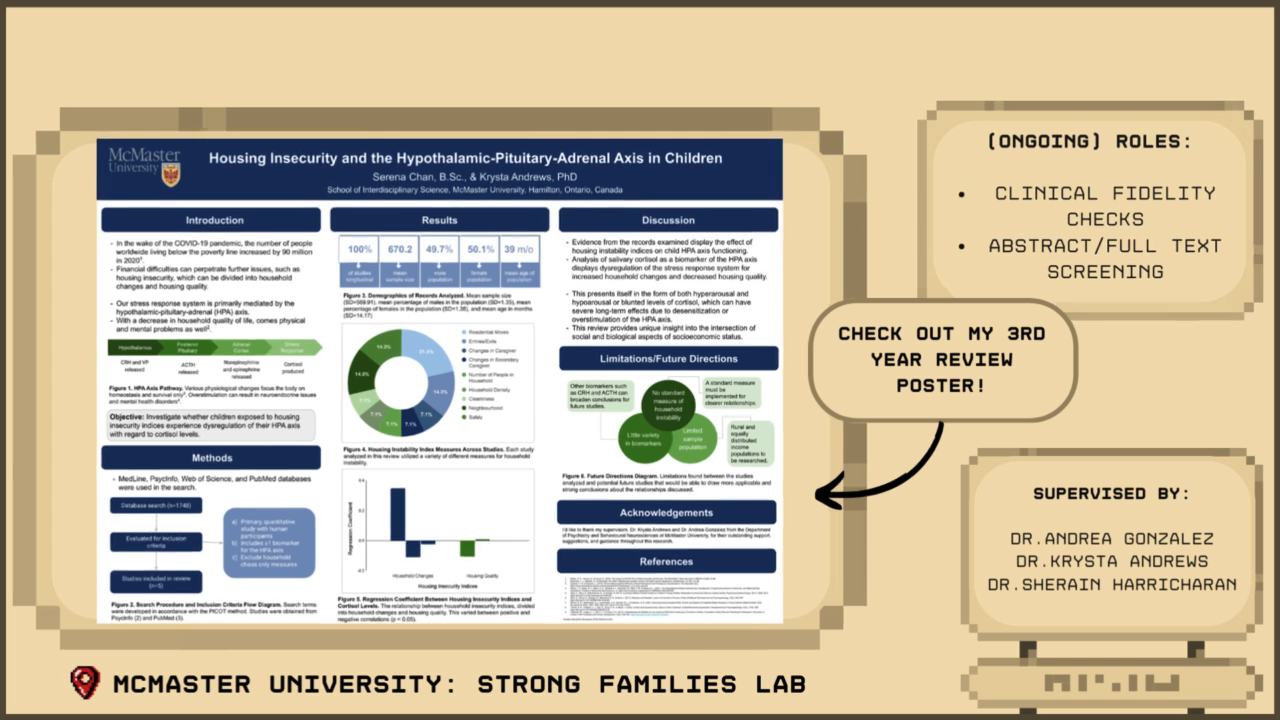 McMaster
University
Housing Insecurity and the Hypothalamic-Pituitary-Adrenal Axis in Children
Serena Chan, B.Sc., & Krysta Andrews, PhD
School of Interdisciplinary Science, McMaster University, Hamilton, Ontario, Canada
Introduction
- In the wake of the COVID-19 pandemic, the number of people
worldwide living below the poverty line increased by 90 million
in 2020¹.
- Financial difficulties can perpetrate further issues, such as
housing insecurity, which can be divided into household
changes and housing quality.
- Our stress response system is primarily mediated by the
hypothalamic-pituitary-adrenal (HPA) axis.
- With a decrease in household quality of life, comes physical
and mental problems as well².
Hypothalamus
Posterior
Pituitary
Adrenal
Cortex
Stress
Response
CRH and VP
released
ACTH
released
Norepinephrine
and epinephrine
released
Cortisol
produced
Figure 1. HPA Axis Pathway. Various physiological changes focus the body on
homeostasis and survival only³. Overstimulation can result in neuroendocrine issues
and mental health disorders⁴.
Objective: Investigate whether children exposed to housing
insecurity indices experience dysregulation of their HPA axis
with regard to cortisol levels.
Methods
- MedLine, PsycInfo, Web of Science, and PubMed databases
were used in the search.
Database search (n=1748)
Evaluated for inclusion
criteria
Studies included in review
(n=5)
a) Primary, quantitative
study with human
participants
b) Includes ≥1 biomarker
for the HPA axis
c) Exclude household
chaos only measures
Figure 2. Search Procedure and Inclusion Criteria Flow Diagram. Search terms
were developed in accordance with the PICOT method. Studies were obtained from
PsycInfo (2) and PubMed (3).
Results
100%
670.2
49.7%
50.1%
39 m/o
of studies
longitudinal
mean
sample size
male
population
female
population
mean age of
population
Figure 3. Demographics of Records Analyzed. Mean sample size
(SD=569.91), mean percentage of males in the population (SD=1.35), mean
percentage of females in the population (SD=1.38), and mean age in months
(SD=14.17)
21.4%
14.3%
7.1%
7.1%
7.1%
7.1%
14.3%
14.3%
Residential Moves
Entries/Exits
Changes in Caregiver
Changes in Secondary
Caregiver
Number of People in
Household
Household Density
Cleanliness
Neighbourhood
Safety
Figure 4. Housing Instability Index Measures Across Studies. Each study
analyzed in this review utilized a variety of different measures for household
instability.
Regression Coefficient
0.4
0.2
0.0
-0.2
Household Changes
Housing Quality
Housing Insecurity Indices
Figure 5. Regression Coefficient Between Housing Insecurity Indices and
Cortisol Levels. The relationship between household insecurity indices, divided
into household changes and housing quality. This varied between positive and
negative correlations (p < 0.05).
Discussion
- Evidence from the records examined display the effect of
housing instability indices on child HPA axis functioning.
- Analysis of salivary cortisol as a biomarker of the HPA axis
displays dysregulation of the stress response system for
increased household changes and decreased housing quality.
- This presents itself in the form of both hyperarousal and
hypoarousal or blunted levels of cortisol, which can have
severe long-term effects due to desensitization or
overstimulation of the HPA axis.
- This review provides unique insight into the intersection of
social and biological aspects of socioeconomic status.
Limitations/Future Directions
Other biomarkers such
as CRH and ACTH can
broaden conclusions for
future studies.
No standard
measure of
household
instability
A standard measure
must be
implemented for
clearer relationships.
Little variety
in biomarkers
Limited
sample
population
Rural and
equally
distributed
income
populations to
be researched.
Figure 6. Future Directions Diagram. Limitations found between the studies
analyzed and potential future studies that would be able to draw more applicable and
strong conclusions about the relationships discussed.
Acknowledgements
I'd like to thank my supervisors, Dr. Krysta Andrews and Dr. Andrea Gonzalez from the Department
of Psychiatry and Behavioural Neurosciences at McMaster University, for their outstanding support,
suggestions, and guidance throughout this research.
References
(ONGOING) ROLES:
• CLINICAL FIDELITY
CHECKS
• ABSTRACT/FULL TEXT
SCREENING
CHECK OUT MY 3RD
YEAR REVIEW
POSTER!
SUPERVISED BY:
DR.ANDREA GONZALEZ
DR.KRYSTA ANDREWS
DR.SHERALI HARRICHARAN
MCMASTER UNIVERSITY: STRONG FAMILIES LAB